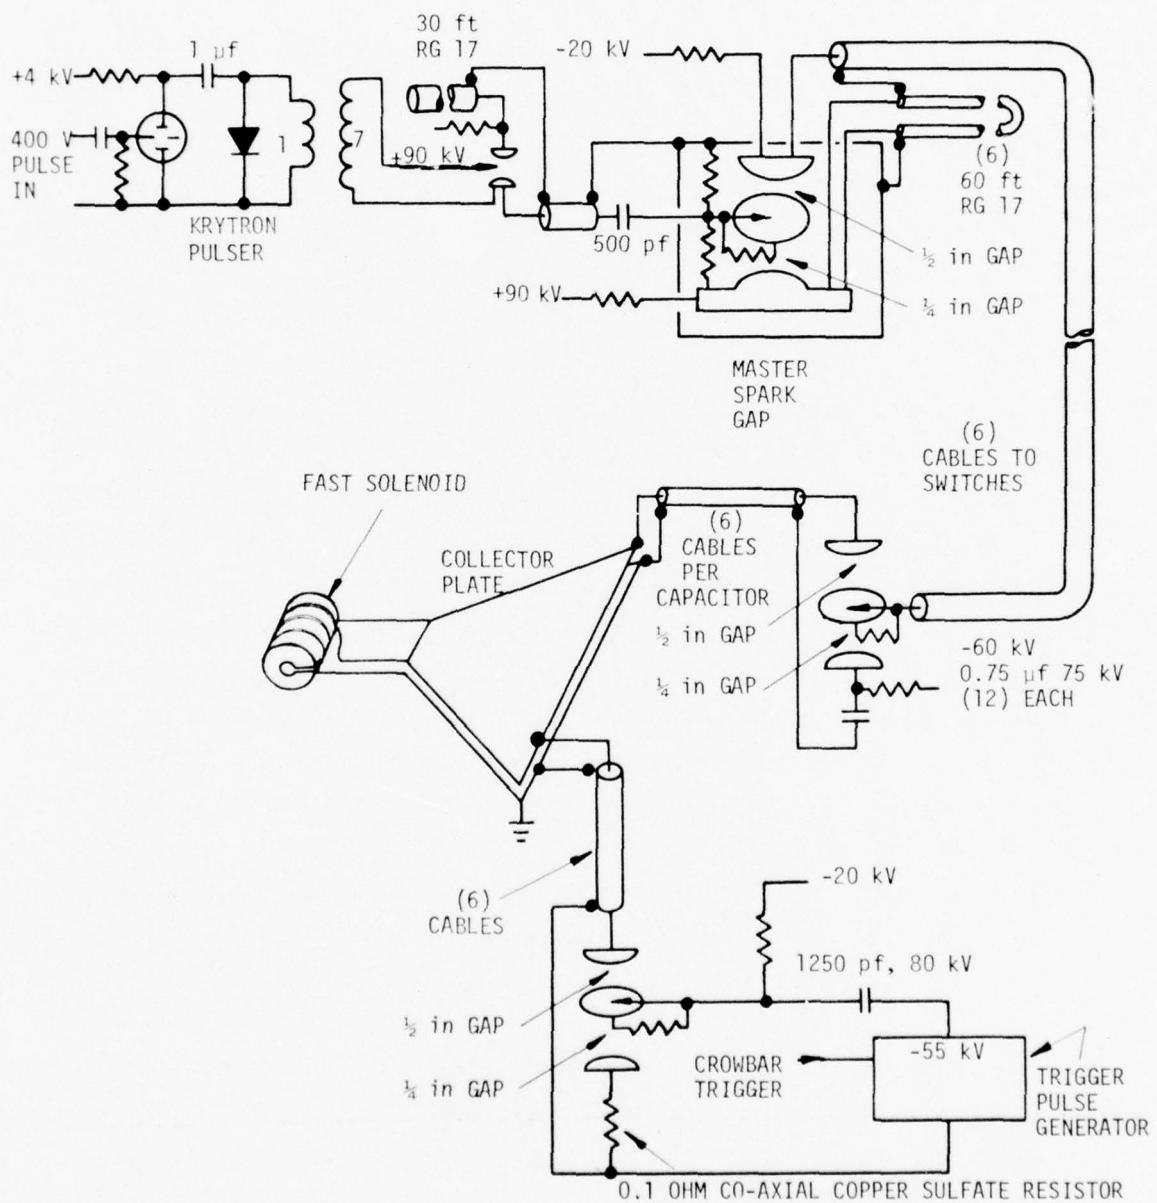 30 ft
RG 17
1 µf
-20 kV
+4 kV
400 V
PULSE
IN
1
7
+90 kV
(6)
60 ft
RG 17
KRYTRON
PULSER
500 pf
½ in GAP
+90 kV
¼ in GAP
MASTER
SPARK
GAP
(6)
CABLES TO
SWITCHES
FAST SOLENOID
COLLECTOR
PLATE
(6)
CABLES
PER
CAPACITOR
½ in GAP
¼ in GAP
-60 kV
0.75 µf 75 kV
(12) EACH
(6)
CABLES
-20 kV
1250 pf, 80 kV
½ in GAP
¼ in GAP
CROWBAR
TRIGGER
-55 kV
TRIGGER
PULSE
GENERATOR
0.1 OHM CO-AXIAL COPPER SULFATE RESISTOR